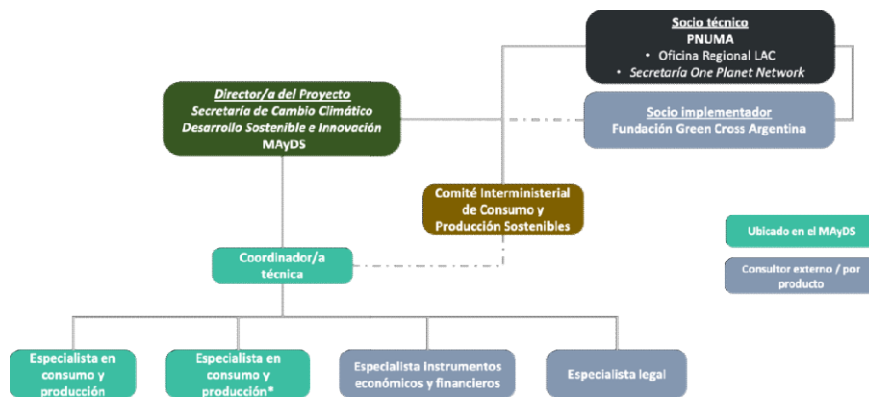 Socio técnico
PNUMA
• Oficina Regional LAC
• Secretaría One Planet Network
Director/a del Proyecto
Secretaría de Cambio Climático
Desarrollo Sostenible e Innovación
MAyDS
Socio implementador
Fundación Green Cross Argentina
Comité Interministerial
de Consumo y
Producción Sostenibles
Ubicado en el MAyDS
Coordinador/a
técnica
Consultor externo / por
producto
Especialista en
consumo y
producción
Especialista en
consumo y
producción*
Especialista Instrumentos
económicos y financieros
Especialista legal